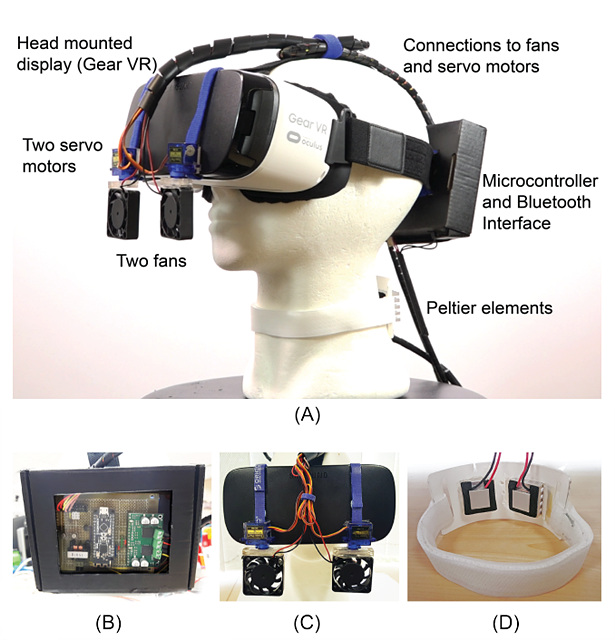 Head mounted
display (Gear VR)
Connections to fans
and servo motors
Gear VR
oculus
Two servo
motors
Microcontroller
and Bluetooth
Interface
Two fans
Peltier elements
(A)
(B)
(C)
(D)